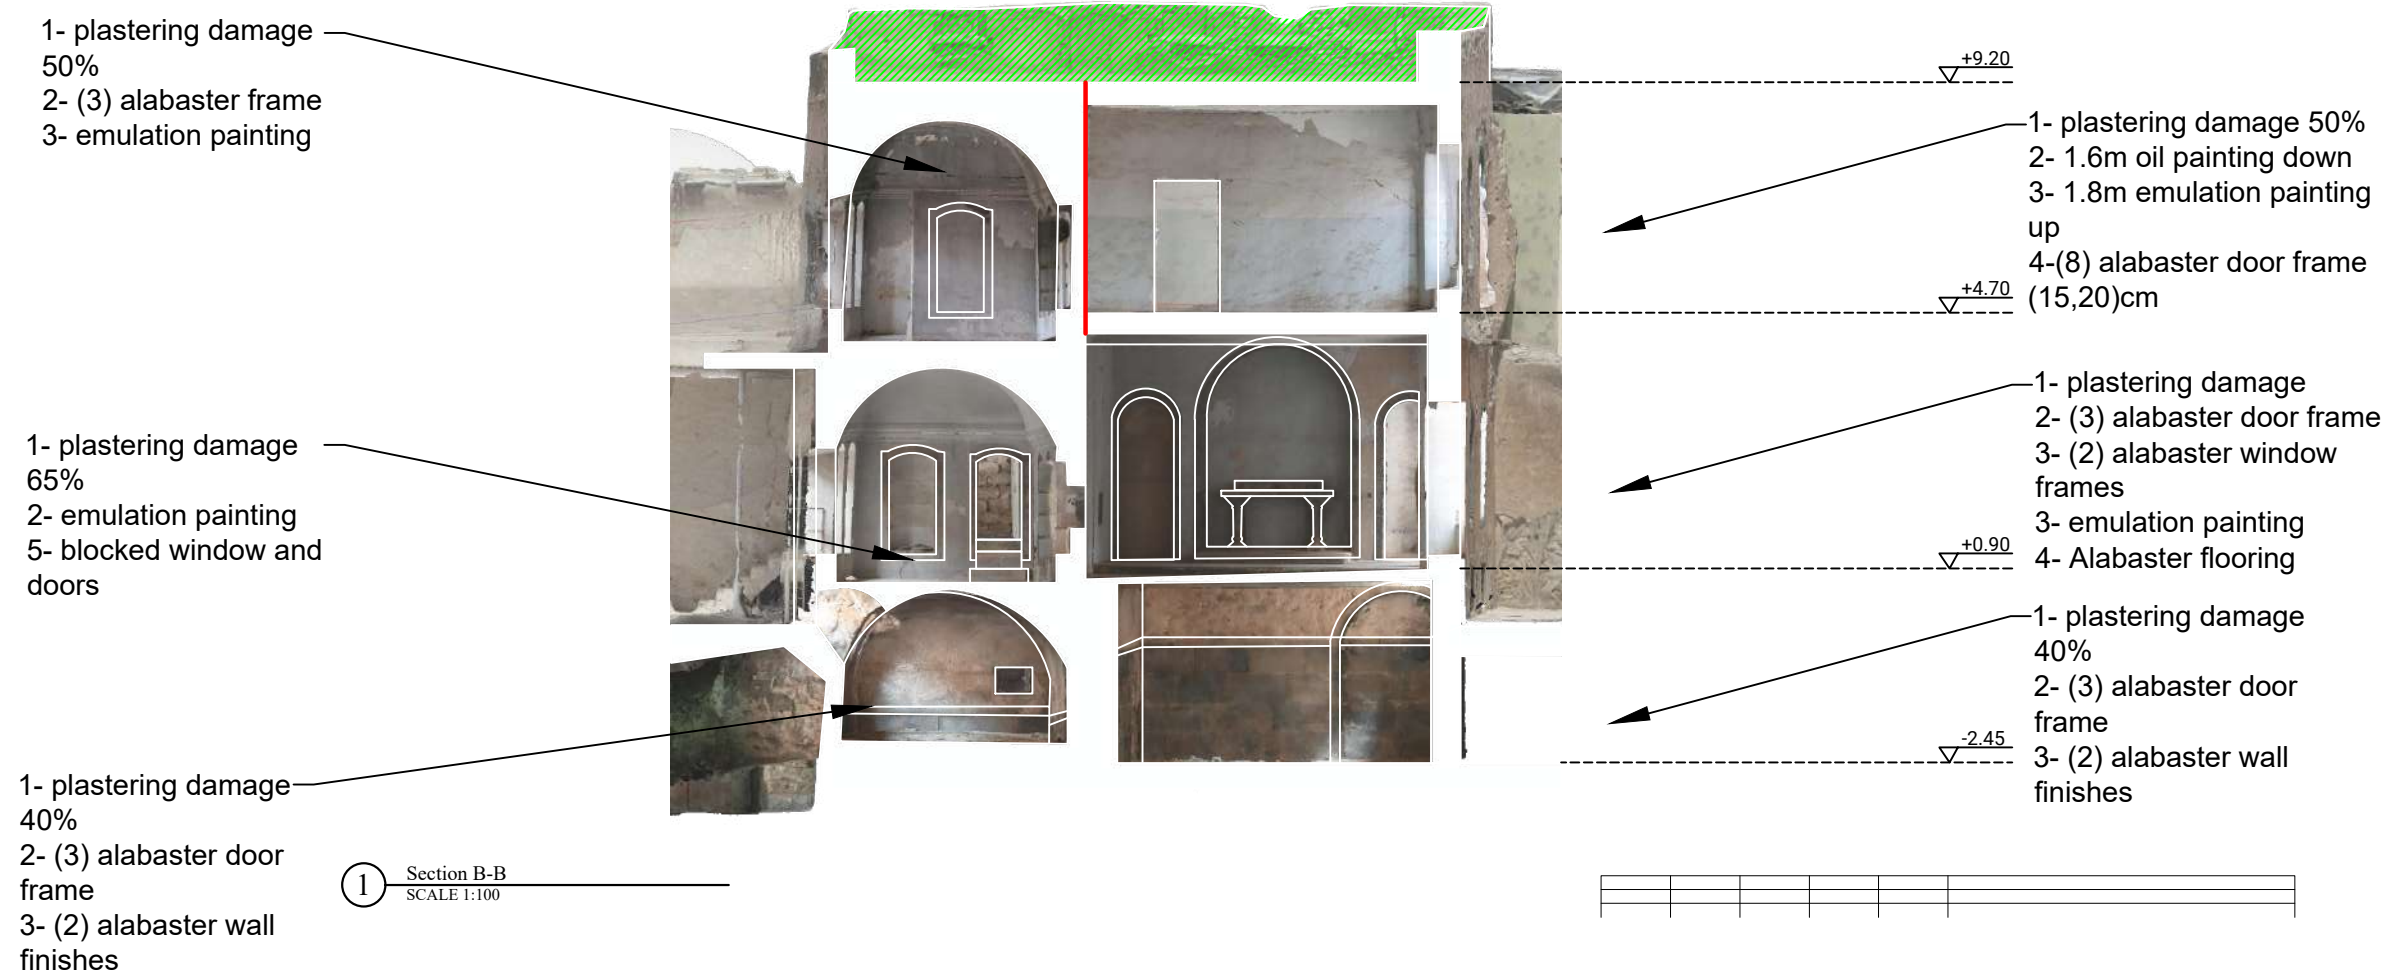 1- plastering damage
50%
2- (3) alabaster frame
3- emulation painting
1- plastering damage
65%
2- emulation painting
5- blocked window and
doors
1- plastering damage
40%
2- (3) alabaster door
frame
3- (2) alabaster wall
finishes
1
Section B-B
SCALE 1:100
+9.20
+4.70
+0.90
-2.45
1- plastering damage 50%
2- 1.6m oil painting down
3- 1.8m emulation painting
up
4-(8) alabaster door frame
(15,20)cm
1- plastering damage
2- (3) alabaster door frame
3- (2) alabaster window
frames
3- emulation painting
4- Alabaster flooring
1- plastering damage
40%
2- (3) alabaster door
frame
3- (2) alabaster wall
finishes